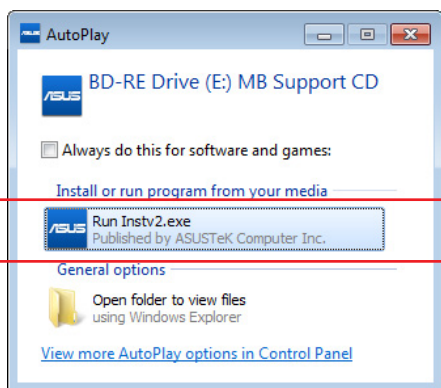 AutoPlay
BD-RE Drive (E:) MB Support CD
ASUS
Always do this for software and games:
Install or run program from your media
ASUS
Run Instv2.exe
Published by ASUSTeK Computer Inc.
General options
Open folder to view files
using Windows Explorer
View more AutoPlay options in Control Panel